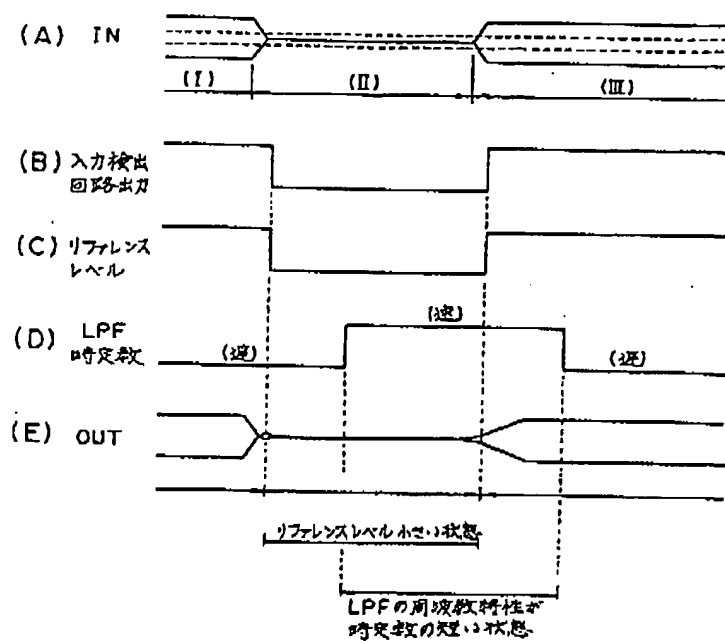 (A) IN
(I) (II) (III)
(B) 入力検出
回路出力
(C) リファレンス
レベル
(D) LPF
時定数
(遅) (速) (遅)
(E) OUT
リファレンスレベル小さい状態
LPFの周波数特性が
時定数の短い状態